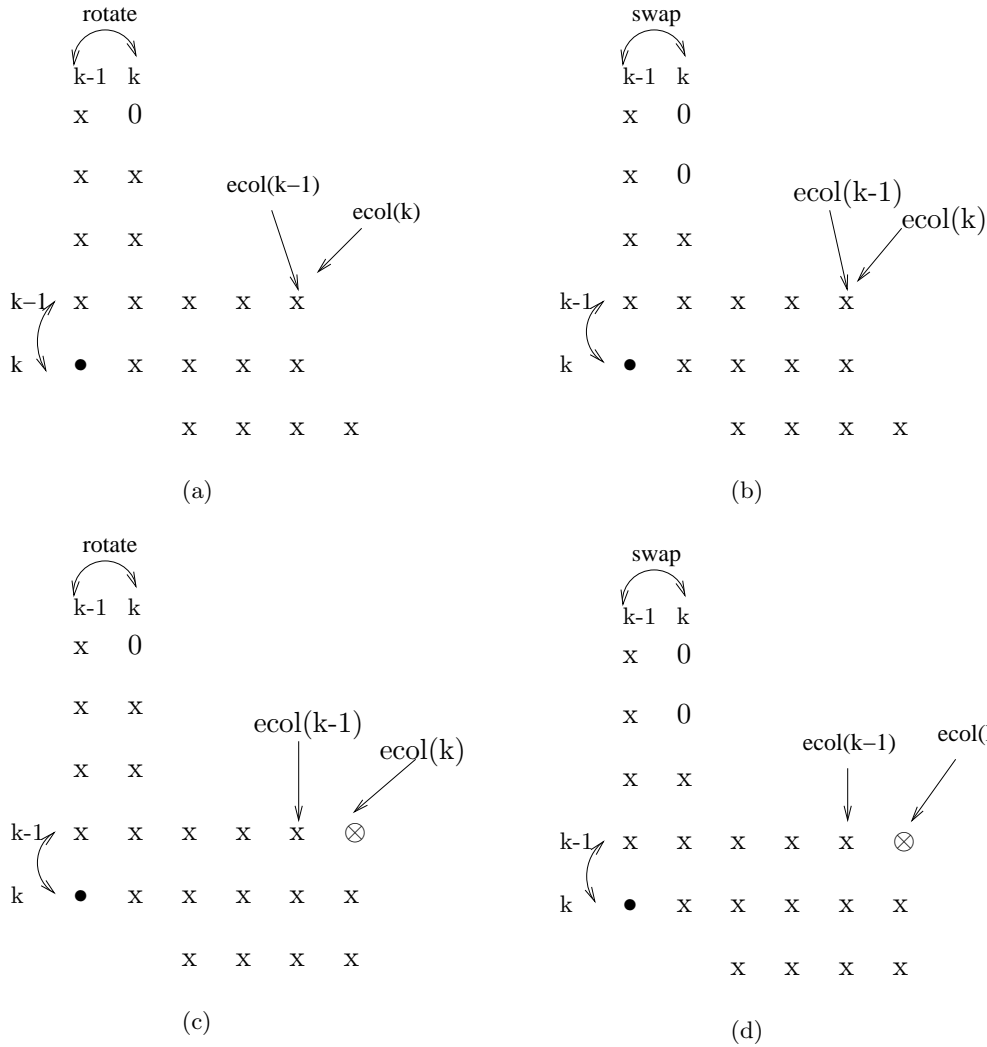 rotate
k-1 k
x 0
x x
ecol(k−1)
ecol(k)
x x
k−1 x x x x x
k • x x x x
x x x x
(a)
swap
k-1 k
x 0
x 0
ecol(k-1)
ecol(k)
x x
k-1 x x x x x
k • x x x x
x x x x
(b)
rotate
k-1 k
x 0
x x
ecol(k-1)
ecol(k)
x x
k-1 x x x x x ⊗
k • x x x x x
x x x x
(c)
swap
k-1 k
x 0
x 0
ecol(k−1)
ecol(
x x
k-1 x x x x x ⊗
k • x x x x x
x x x x
(d)